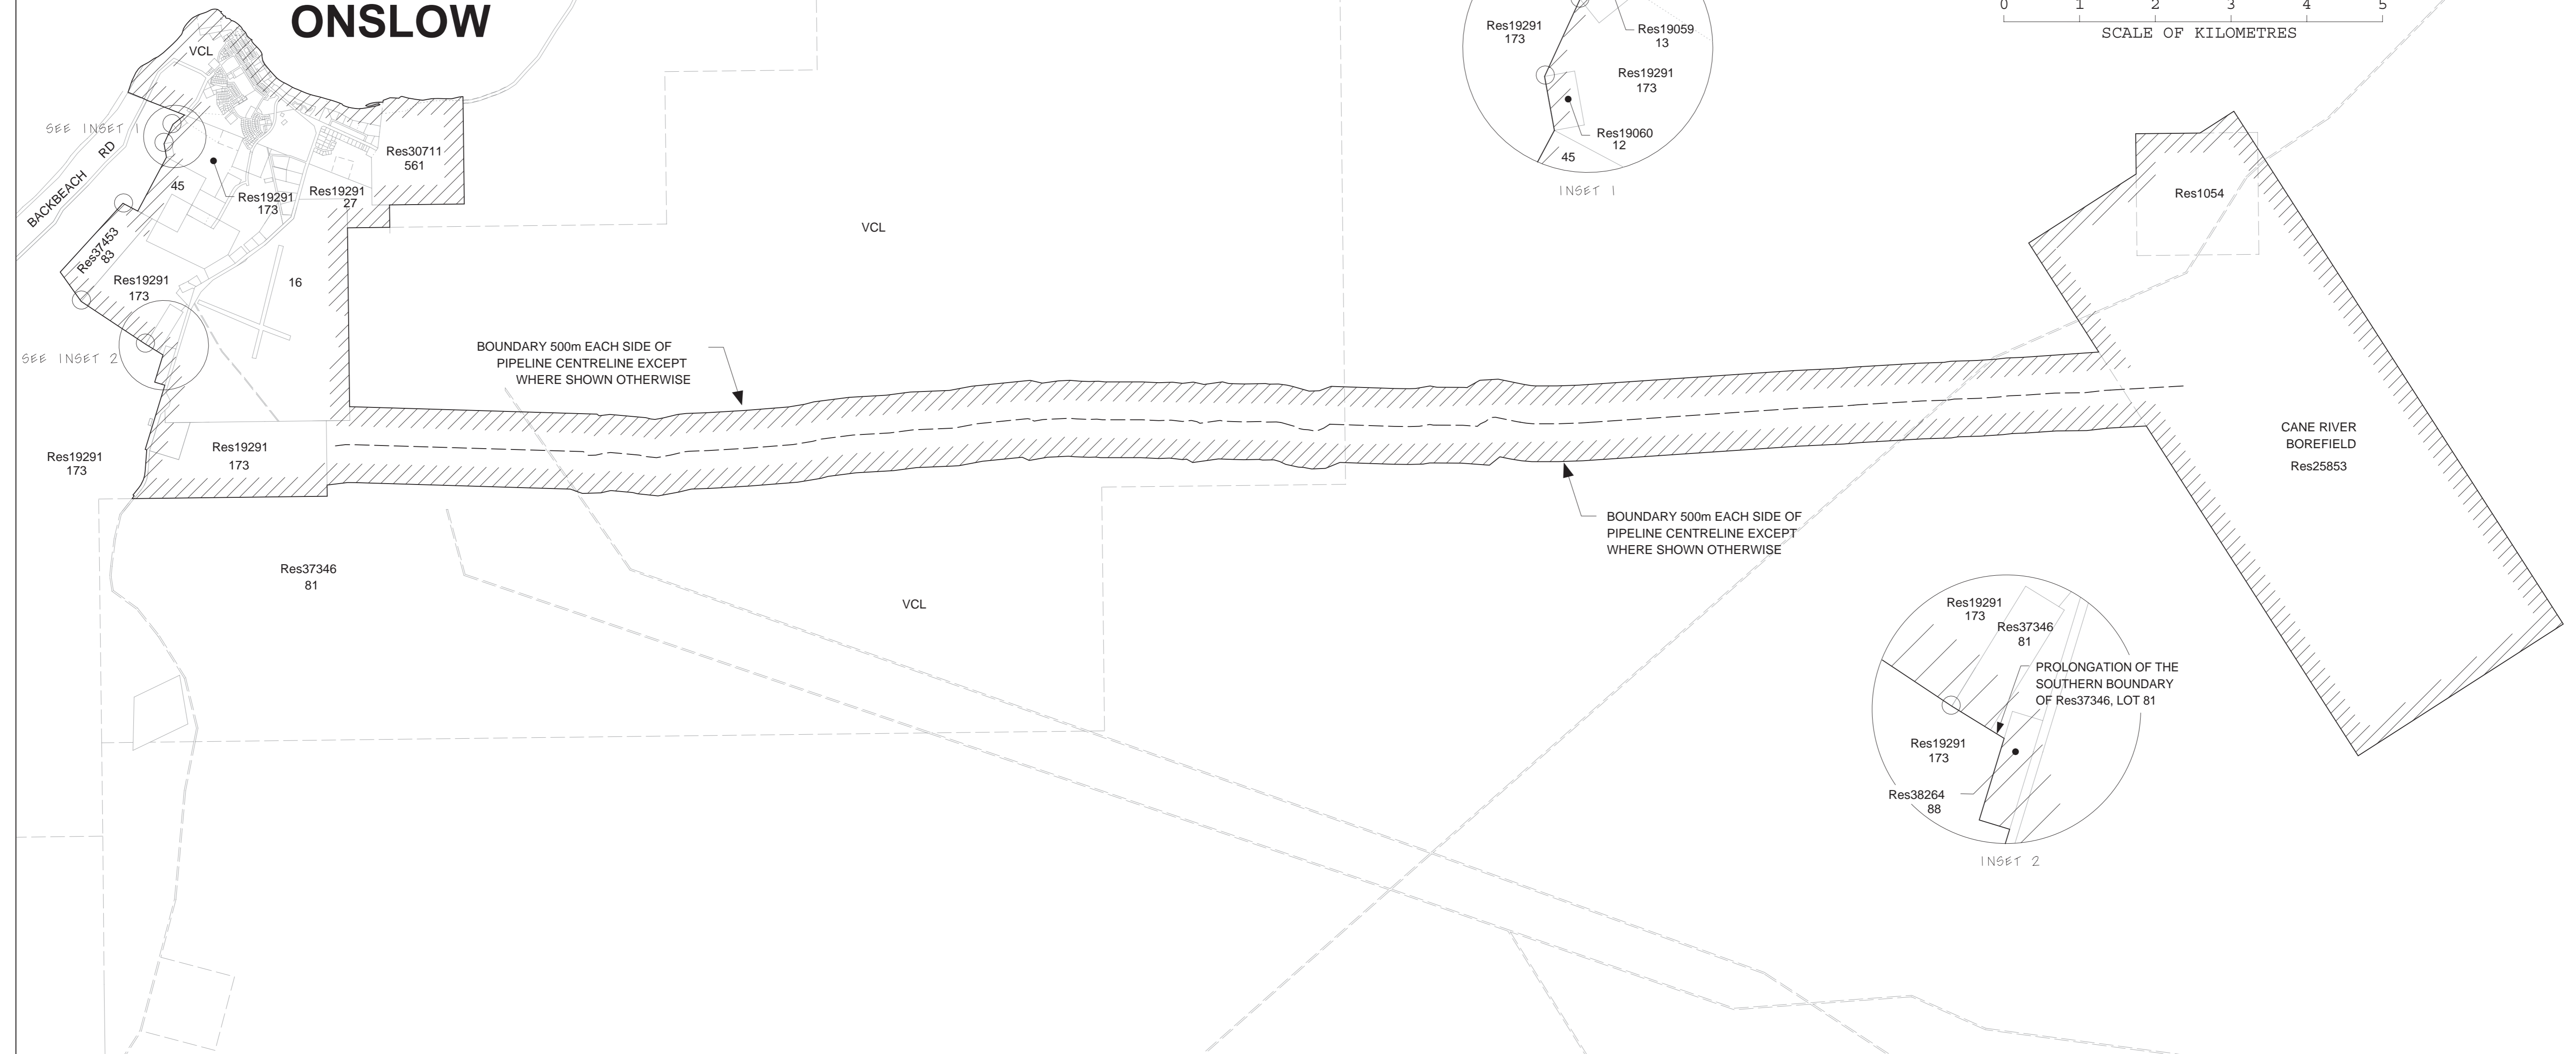 ONSLOW
0 1 2 3 4 5
SCALE OF KILOMETRES
VCL
SEE INSET 1
BACKBEACH RD
45
Res19291
173
Res19291
27
Res30711
561
Res37453
83
Res19291
173
16
SEE INSET 2
Res19291
173
Res19291
173
Res37346
81
BOUNDARY 500m EACH SIDE OF
PIPELINE CENTRELINE EXCEPT
WHERE SHOWN OTHERWISE
VCL
VCL
Res19291
173
Res19059
13
Res19291
173
Res19060
12
45
INSET 1
BOUNDARY 500m EACH SIDE OF
PIPELINE CENTRELINE EXCEPT
WHERE SHOWN OTHERWISE
Res1054
CANE RIVER
BOREFIELD
Res25853
Res19291
173
Res37346
81
PROLONGATION OF THE
SOUTHERN BOUNDARY
OF Res37346, LOT 81
Res19291
173
Res38264
88
INSET 2